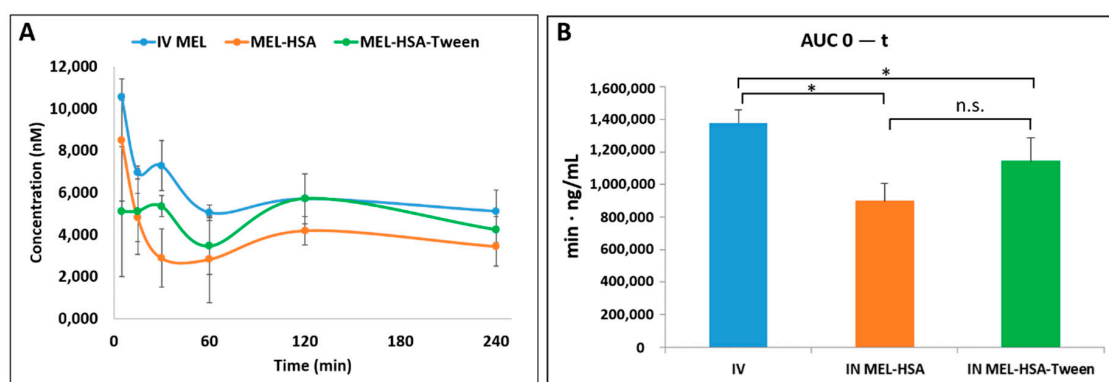 A
IV MEL MEL-HSA MEL-HSA-Tween
12,000
10,000
8,000
6,000
4,000
2,000
0,000
Concentration (nM)
0 60 120 180 240
Time (min)
B
AUC 0 — t
*
*
n.s.
1,600,000
1,400,000
1,200,000
1,000,000
800,000
600,000
400,000
200,000
000,000
min · ng/mL
IV IN MEL-HSA IN MEL-HSA-Tween